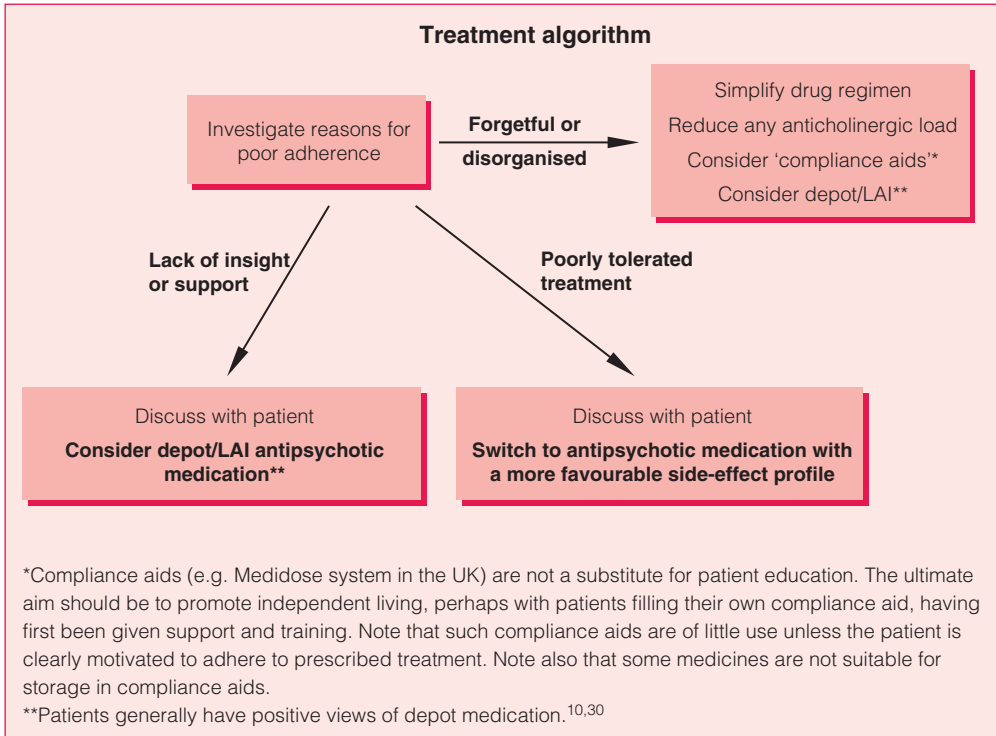 Treatment algorithm
Investigate reasons for
poor adherence
Forgetful or
disorganised
Simplify drug regimen
Reduce any anticholinergic load
Consider ‘compliance aids’*
Consider depot/LAI**
Lack of insight
or support
Poorly tolerated
treatment
Discuss with patient
Consider depot/LAI antipsychotic
medication**
Discuss with patient
Switch to antipsychotic medication with
a more favourable side-effect profile
*Compliance aids (e.g. Medidose system in the UK) are not a substitute for patient education. The ultimate
aim should be to promote independent living, perhaps with patients filling their own compliance aid, having
first been given support and training. Note that such compliance aids are of little use unless the patient is
clearly motivated to adhere to prescribed treatment. Note also that some medicines are not suitable for
storage in compliance aids.
**Patients generally have positive views of depot medication.10,30